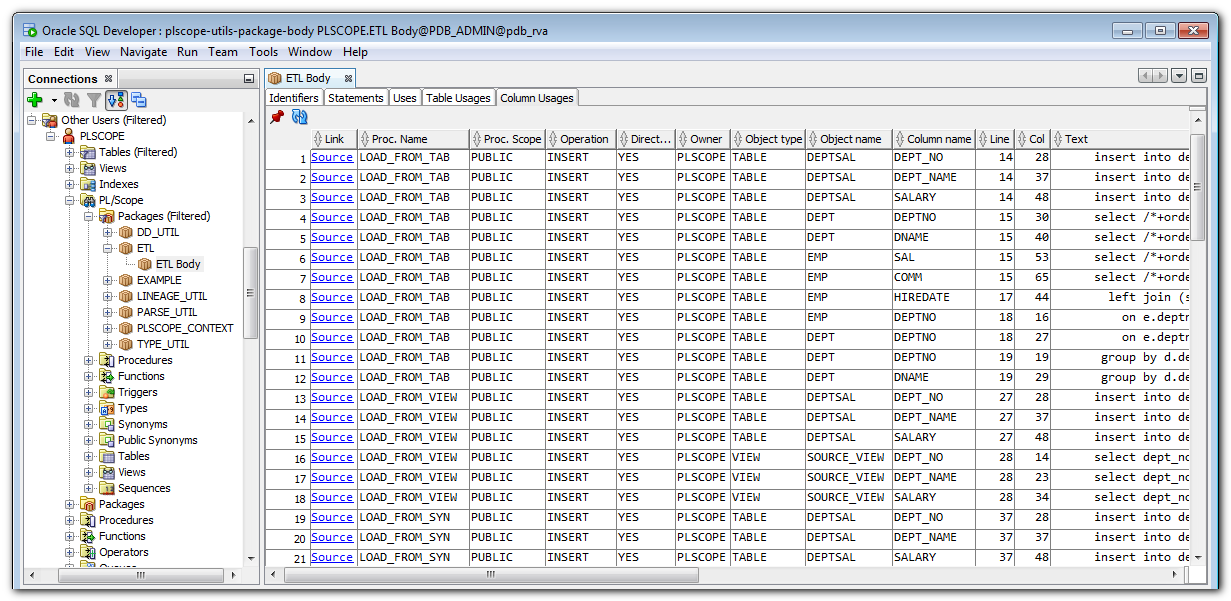 Oracle SQL Developer : plscope-utils-package-body PLSCOPE.ETL Body@PDB_ADMIN@pdb_rva
File Edit View Navigate Run Team Tools Window Help
Connections
Other Users (Filtered)
PLSCOPE
Tables (Filtered)
Views
Indexes
PL/Scope
Packages (Filtered)
DD_UTIL
ETL
ETL Body
EXAMPLE
LINEAGE_UTIL
PARSE_UTIL
PLSCOPE_CONTEXT
TYPE_UTIL
Procedures
Functions
Triggers
Types
Synonyms
Public Synonyms
Tables
Views
Sequences
Packages
Procedures
Functions
Operators
ETL Body
Identifiers Statements Uses Table Usages Column Usages
Link Proc. Name Proc. Scope Operation Direct... Owner Object type Object name Column name Line Col Text
1 Source LOAD_FROM_TAB PUBLIC INSERT YES PLSCOPE TABLE DEPTSAL DEPT_NO 14 28 insert into de
2 Source LOAD_FROM_TAB PUBLIC INSERT YES PLSCOPE TABLE DEPTSAL DEPT_NAME 14 37 insert into de
3 Source LOAD_FROM_TAB PUBLIC INSERT YES PLSCOPE TABLE DEPTSAL SALARY 14 48 insert into de
4 Source LOAD_FROM_TAB PUBLIC INSERT YES PLSCOPE TABLE DEPT DEPTNO 15 30 select /*+orde
5 Source LOAD_FROM_TAB PUBLIC INSERT YES PLSCOPE TABLE DEPT DNAME 15 40 select /*+orde
6 Source LOAD_FROM_TAB PUBLIC INSERT YES PLSCOPE TABLE EMP SAL 15 53 select /*+orde
7 Source LOAD_FROM_TAB PUBLIC INSERT YES PLSCOPE TABLE EMP COMM 15 65 select /*+orde
8 Source LOAD_FROM_TAB PUBLIC INSERT YES PLSCOPE TABLE EMP HIREDATE 17 44 left join (s
9 Source LOAD_FROM_TAB PUBLIC INSERT YES PLSCOPE TABLE EMP DEPTNO 18 16 on e.deptn
10 Source LOAD_FROM_TAB PUBLIC INSERT YES PLSCOPE TABLE DEPT DEPTNO 18 27 on e.deptn
11 Source LOAD_FROM_TAB PUBLIC INSERT YES PLSCOPE TABLE DEPT DEPTNO 19 19 group by d.de
12 Source LOAD_FROM_TAB PUBLIC INSERT YES PLSCOPE TABLE DEPT DNAME 19 29 group by d.de
13 Source LOAD_FROM_VIEW PUBLIC INSERT YES PLSCOPE TABLE DEPTSAL DEPT_NO 27 28 insert into de
14 Source LOAD_FROM_VIEW PUBLIC INSERT YES PLSCOPE TABLE DEPTSAL DEPT_NAME 27 37 insert into de
15 Source LOAD_FROM_VIEW PUBLIC INSERT YES PLSCOPE TABLE DEPTSAL SALARY 27 48 insert into de
16 Source LOAD_FROM_VIEW PUBLIC INSERT YES PLSCOPE VIEW SOURCE_VIEW DEPT_NO 28 14 select dept_no
17 Source LOAD_FROM_VIEW PUBLIC INSERT YES PLSCOPE VIEW SOURCE_VIEW DEPT_NAME 28 23 select dept_no
18 Source LOAD_FROM_VIEW PUBLIC INSERT YES PLSCOPE VIEW SOURCE_VIEW SALARY 28 34 select dept_no
19 Source LOAD_FROM_SYN PUBLIC INSERT YES PLSCOPE TABLE DEPTSAL DEPT_NO 37 28 insert into de
20 Source LOAD_FROM_SYN PUBLIC INSERT YES PLSCOPE TABLE DEPTSAL DEPT_NAME 37 37 insert into de
21 Source LOAD_FROM_SYN PUBLIC INSERT YES PLSCOPE TABLE DEPTSAL SALARY 37 48 insert into de